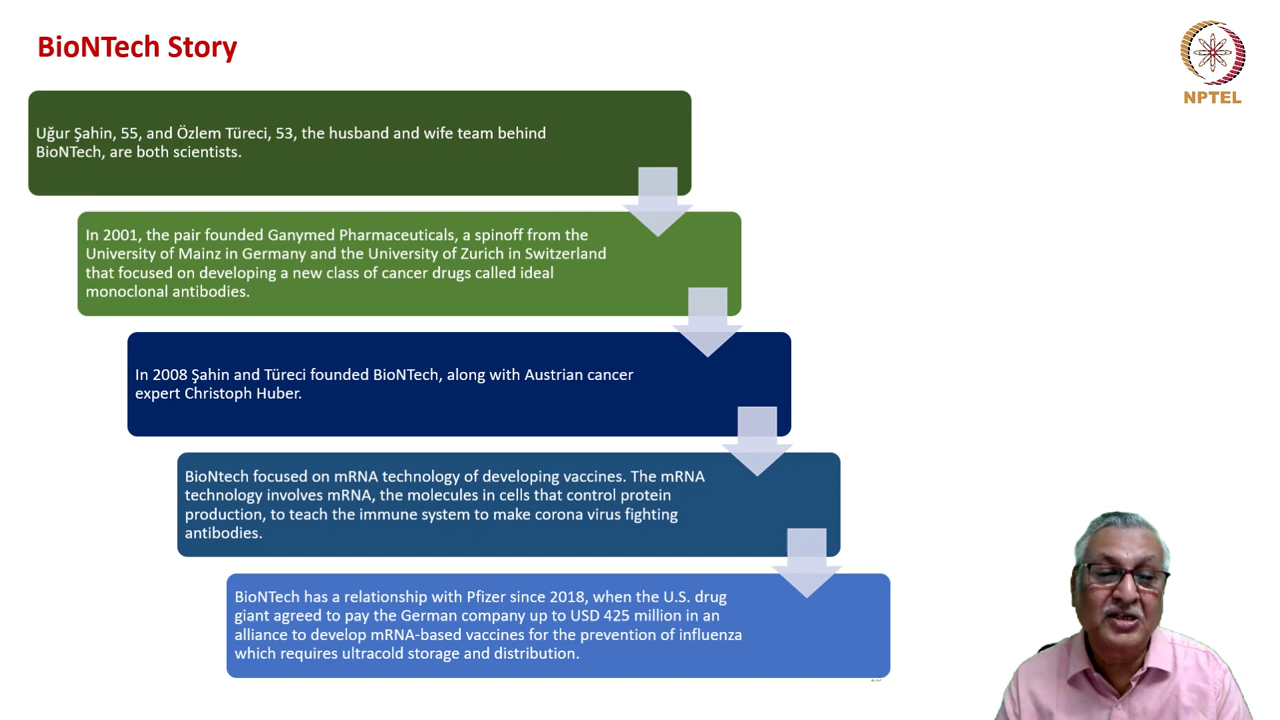 BioNTech Story
NPTEL
Uğur Şahin, 55, and Özlem Türeci, 53, the husband and wife team behind
BioNTech, are both scientists.
In 2001, the pair founded Ganymed Pharmaceuticals, a spinoff from the
University of Mainz in Germany and the University of Zurich in Switzerland
that focused on developing a new class of cancer drugs called ideal
monoclonal antibodies.
In 2008 Şahin and Türeci founded BioNTech, along with Austrian cancer
expert Christoph Huber.
BioNtech focused on mRNA technology of developing vaccines. The mRNA
technology involves mRNA, the molecules in cells that control protein
production, to teach the immune system to make corona virus fighting
antibodies.
BioNTech has a relationship with Pfizer since 2018, when the U.S. drug
giant agreed to pay the German company up to USD 425 million in an
alliance to develop mRNA-based vaccines for the prevention of influenza
which requires ultracold storage and distribution.